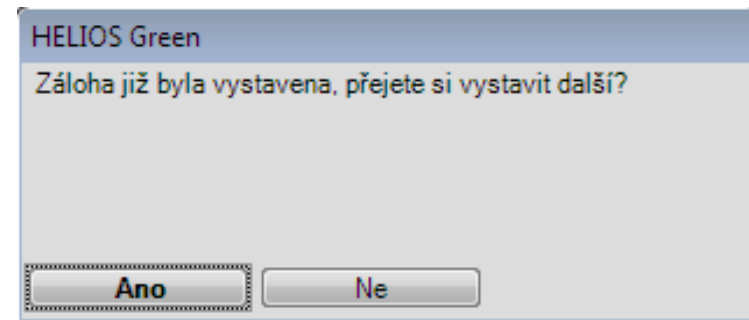 HELIOS Green
Záloha již byla vystavena, přejete si vystavit další?
Ano
Ne